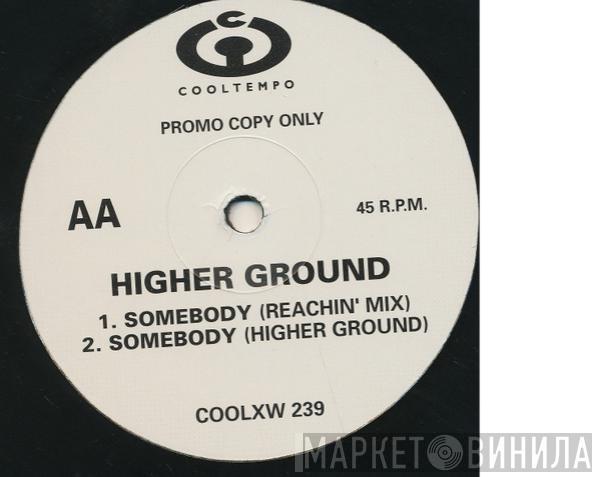 COOLTEMPO
PROMO COPY ONLY
AA
45 R.P.M.
HIGHER GROUND
1. SOMEBODY (REACHIN' MIX)
2. SOMEBODY (HIGHER GROUND)
COOLXW 239
МАРКЕТ ВИНИЛА